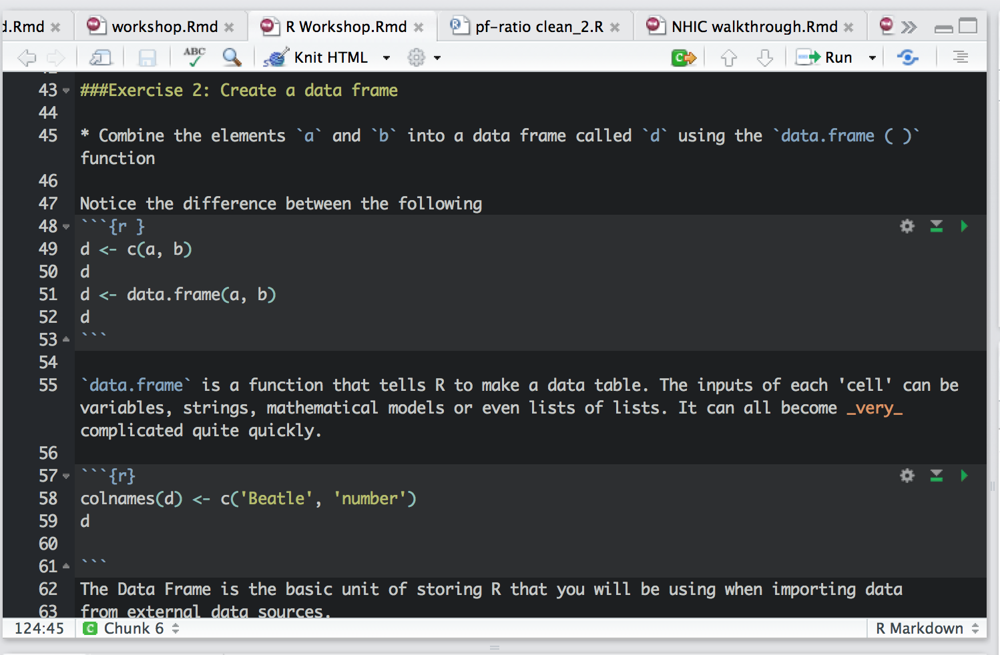 d.Rmd
workshop.Rmd
R Workshop.Rmd
pf-ratio clean_2.R
NHIC walkthrough.Rmd
ABC
Knit HTML
C
Run
43 ###Exercise 2: Create a data frame
44
45 * Combine the elements `a` and `b` into a data frame called `d` using the `data.frame ( )`
function
46
47 Notice the difference between the following
48 ```{r }
49 d <- c(a, b)
50 d
51 d <- data.frame(a, b)
52 d
53 ```
54
55 `data.frame` is a function that tells R to make a data table. The inputs of each 'cell' can be
variables, strings, mathematical models or even lists of lists. It can all become _very_
complicated quite quickly.
56
57 ```{r}
58 colnames(d) <- c('Beatle', 'number')
59 d
60
61 ```
62 The Data Frame is the basic unit of storing R that you will be using when importing data
63 from external data sources.
124:45 C Chunk 6 R Markdown